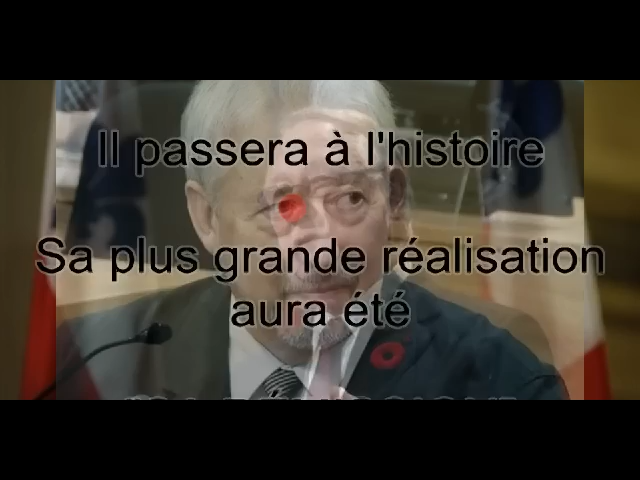 Il passera à l'histoire
Sa plus grande réalisation
aura été